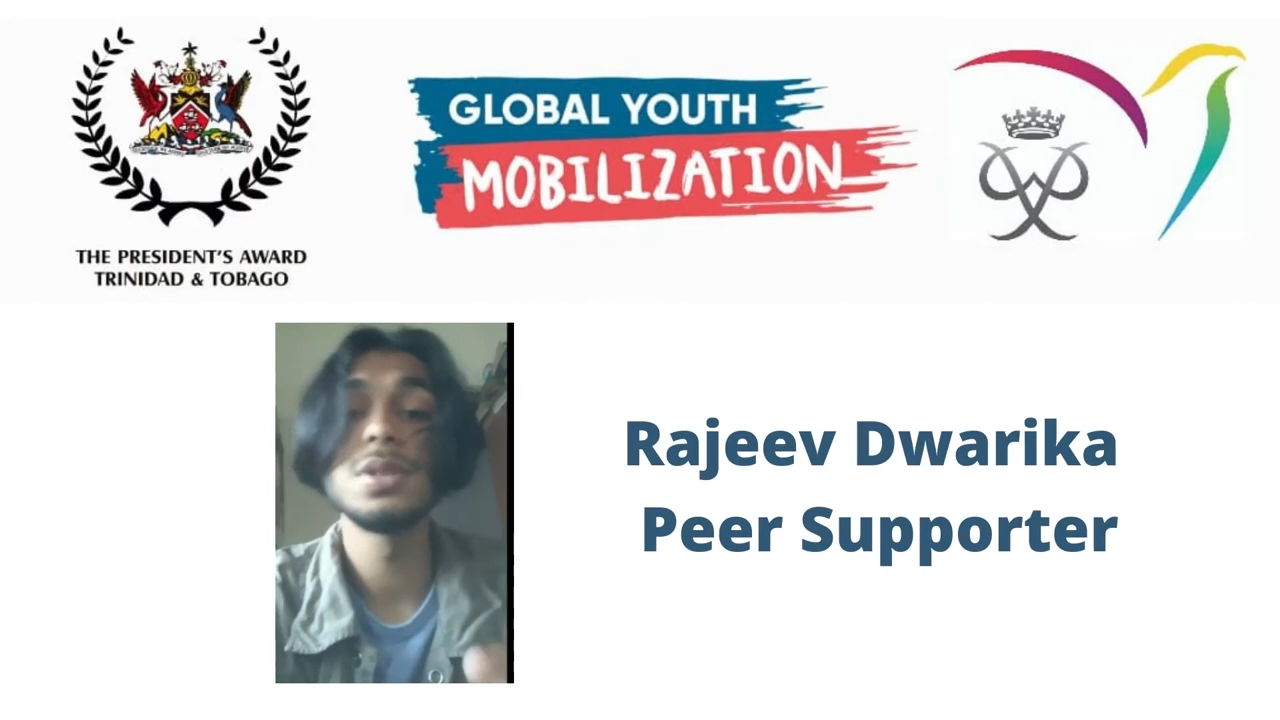 THE PRESIDENT'S AWARD
TRINIDAD & TOBAGO
GLOBAL YOUTH
MOBILIZATION
Rajeev Dwarika
Peer Supporter